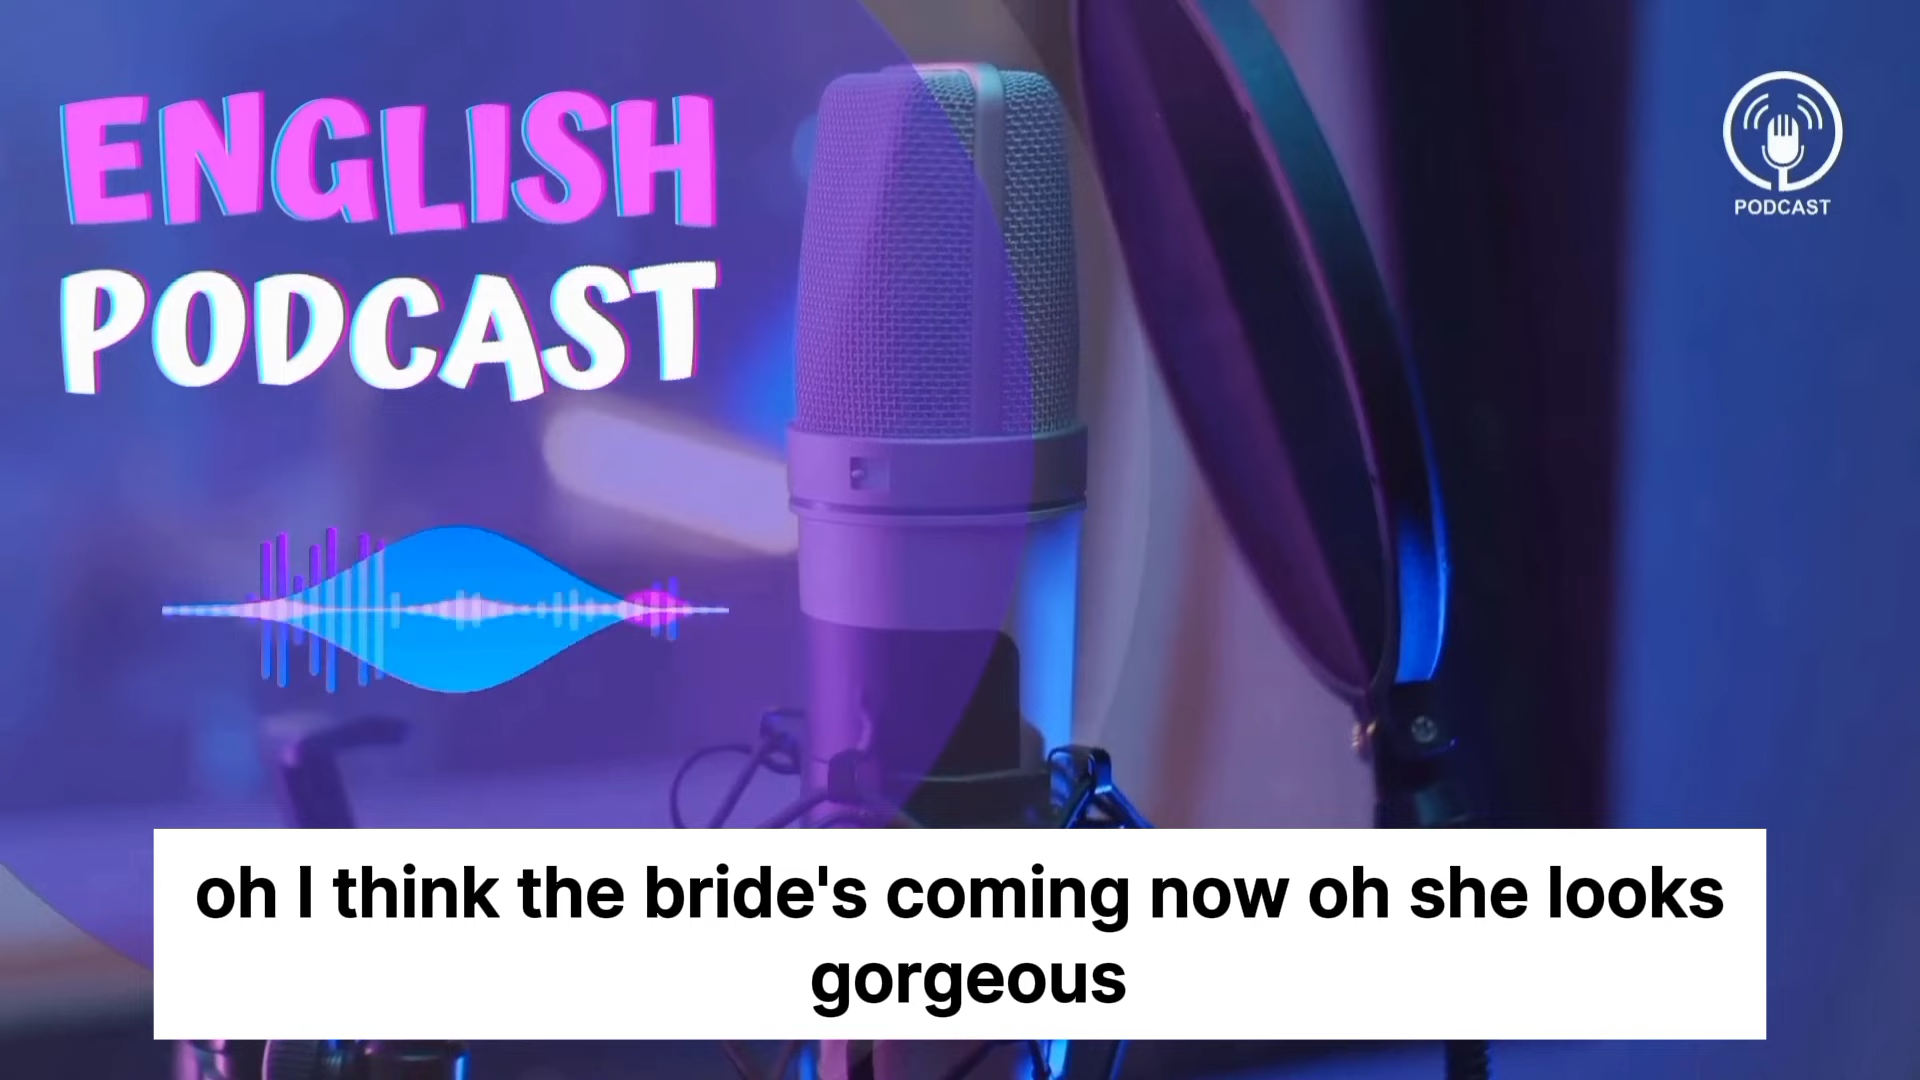 ENGLISH
PODCAST
PODCAST
oh I think the bride's coming now oh she looks
gorgeous